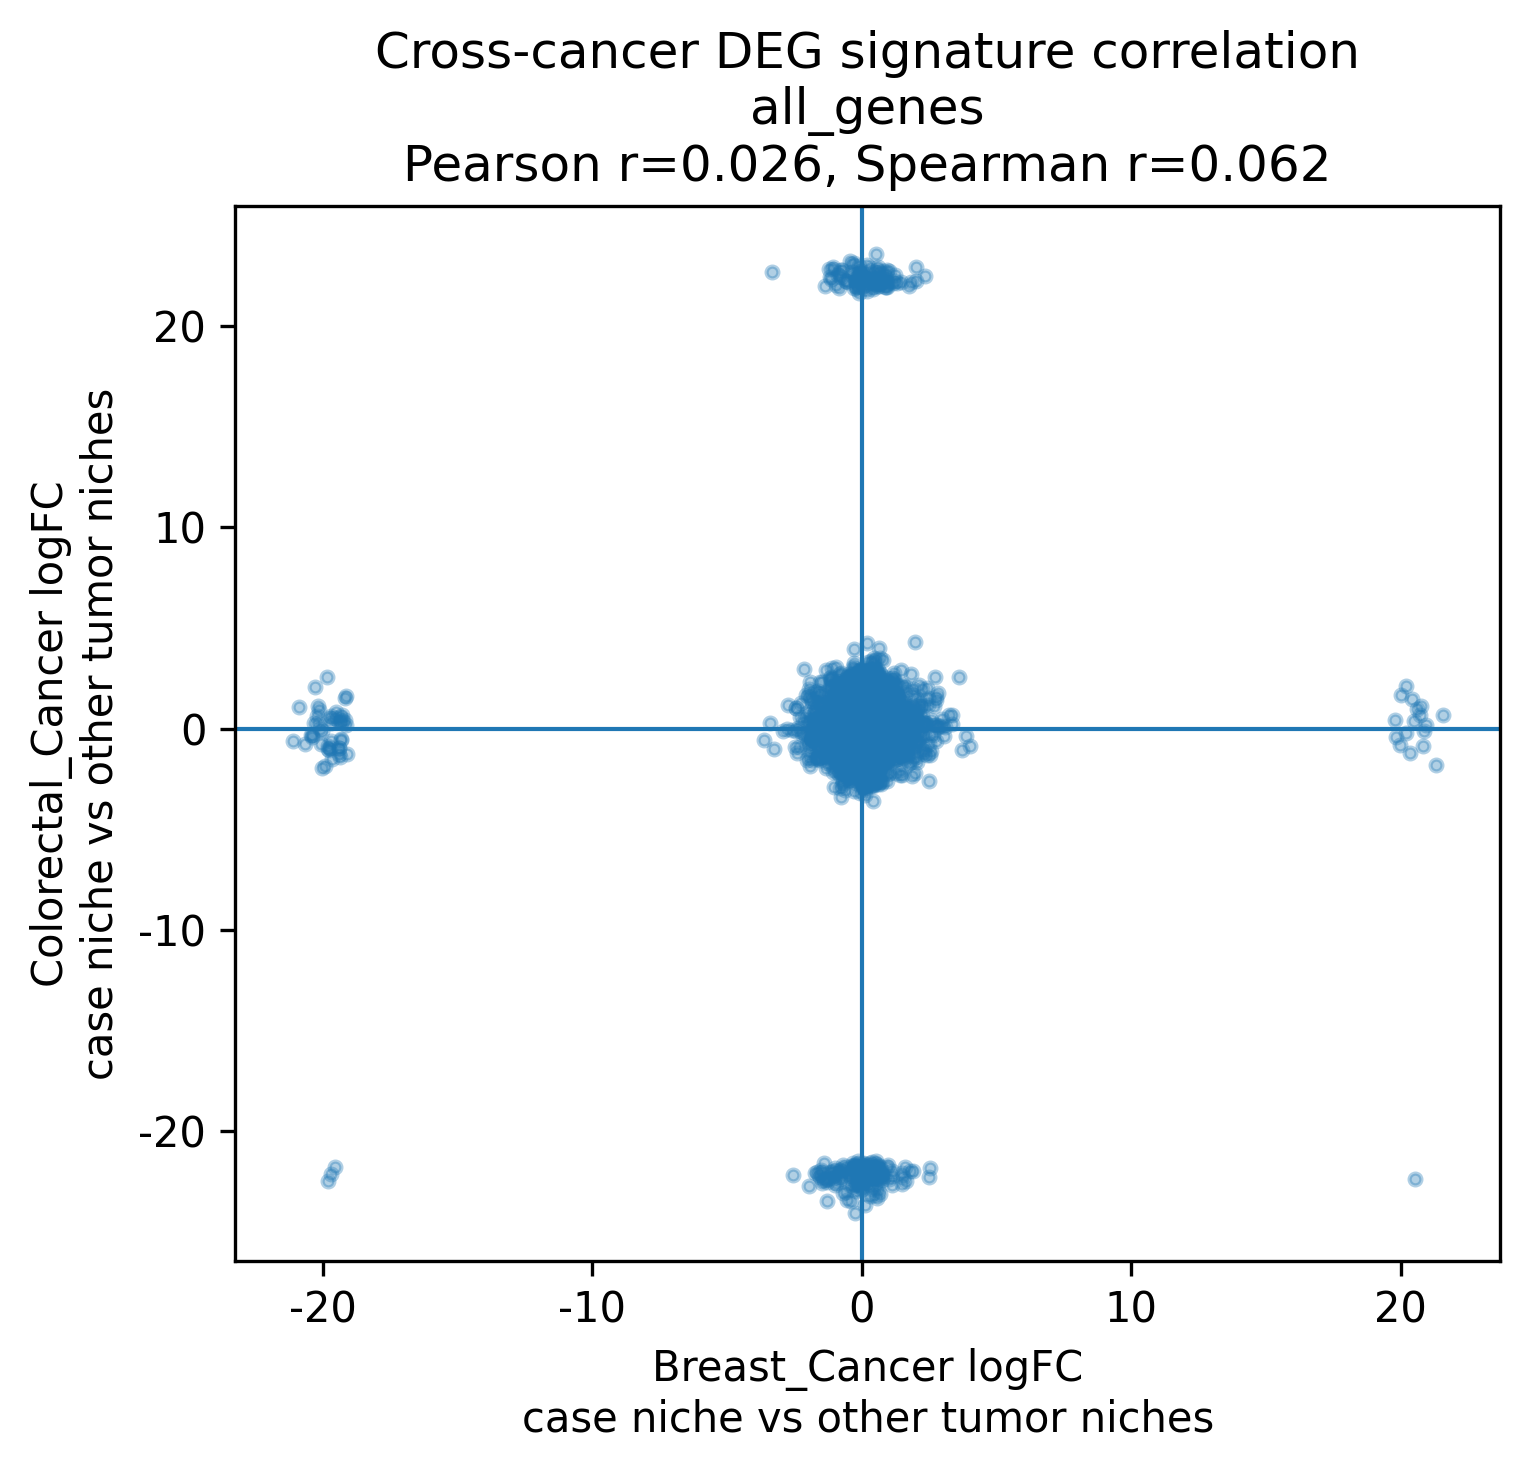 Cross-cancer DEG signature correlation
all_genes
Pearson r=0.026, Spearman r=0.062
Colorectal_Cancer logFC
case niche vs other tumor niches
20
10
0
-10
-20
-20
-10
0
10
20
Breast_Cancer logFC
case niche vs other tumor niches